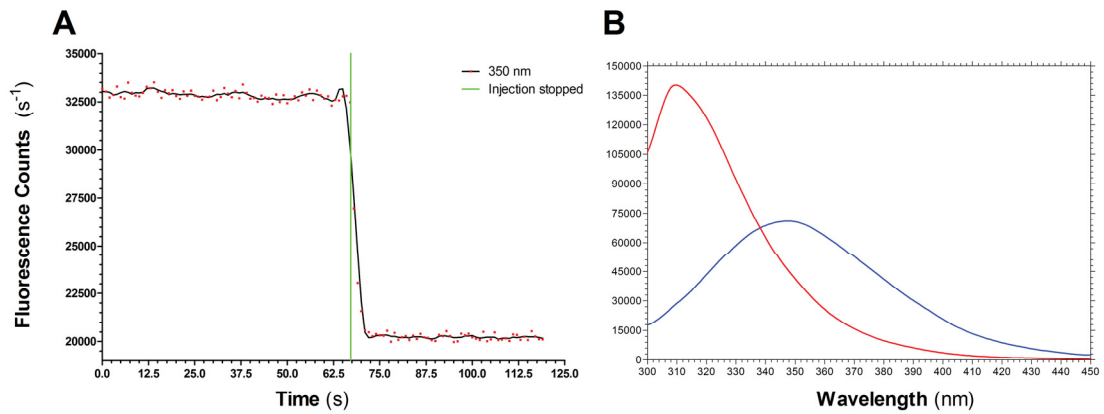 A
35000
32500
30000
27500
25000
22500
20000
Fluorescence Counts (s-1)
350 nm
Injection stopped
0.0 12.5 25.0 37.5 50.0 62.5 75.0 87.5 100.0 112.5 125.0
Time (s)
B
150000
135000
120000
105000
90000
75000
60000
45000
30000
15000
0
300 310 320 330 340 350 360 370 380 390 400 410 420 430 440 450
Wavelength (nm)